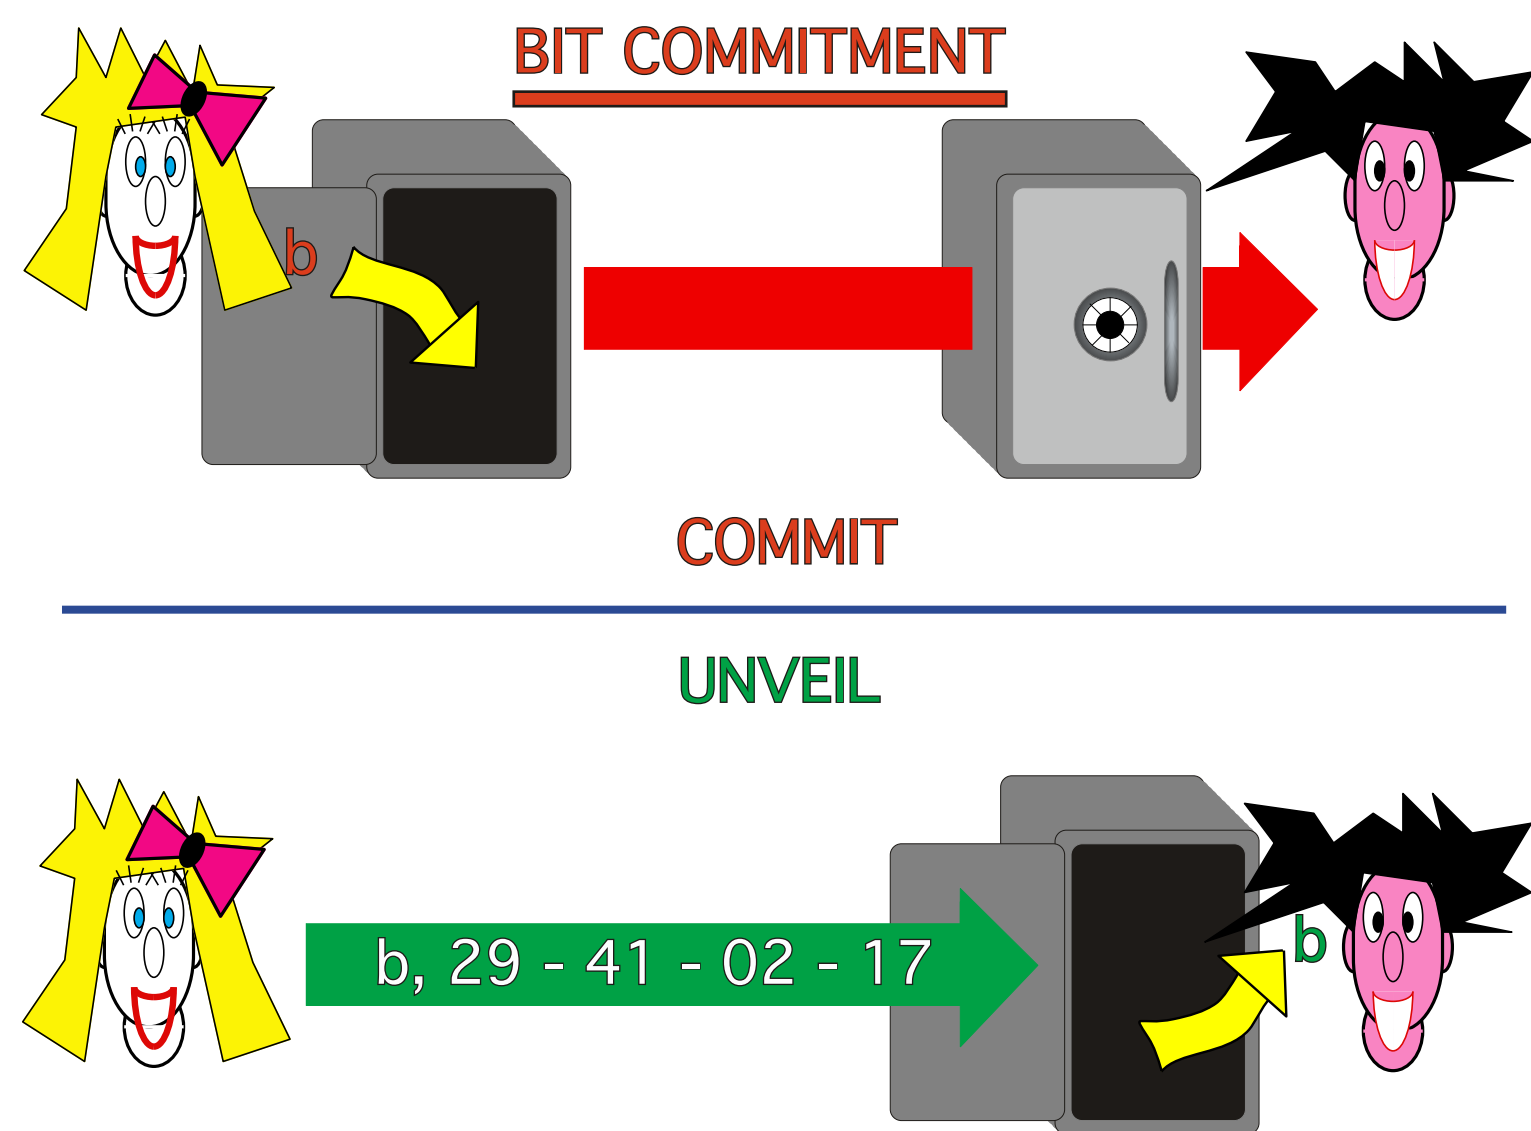 BIT COMMITMENT
b
COMMIT
UNVEIL
b, 29 - 41 - 02 - 17
b